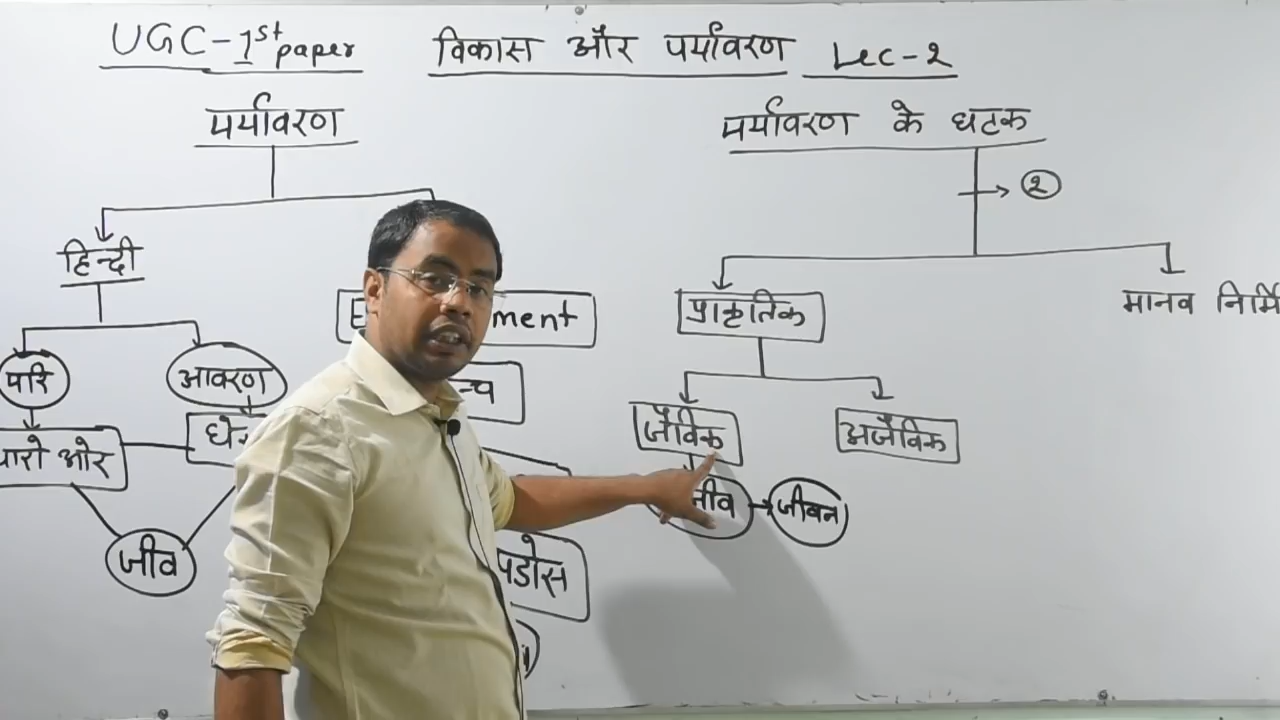 UGC-1st paper
विकास और पर्यावरण Lec-2
पर्यावरण
हिन्दी
परि
आवरण
चारो ओर
जीव
ment
पडोस
पर्यावरण के घटक
2
प्राकृतिक
मानव
जैविक
अजैविक
जीव
जीवन